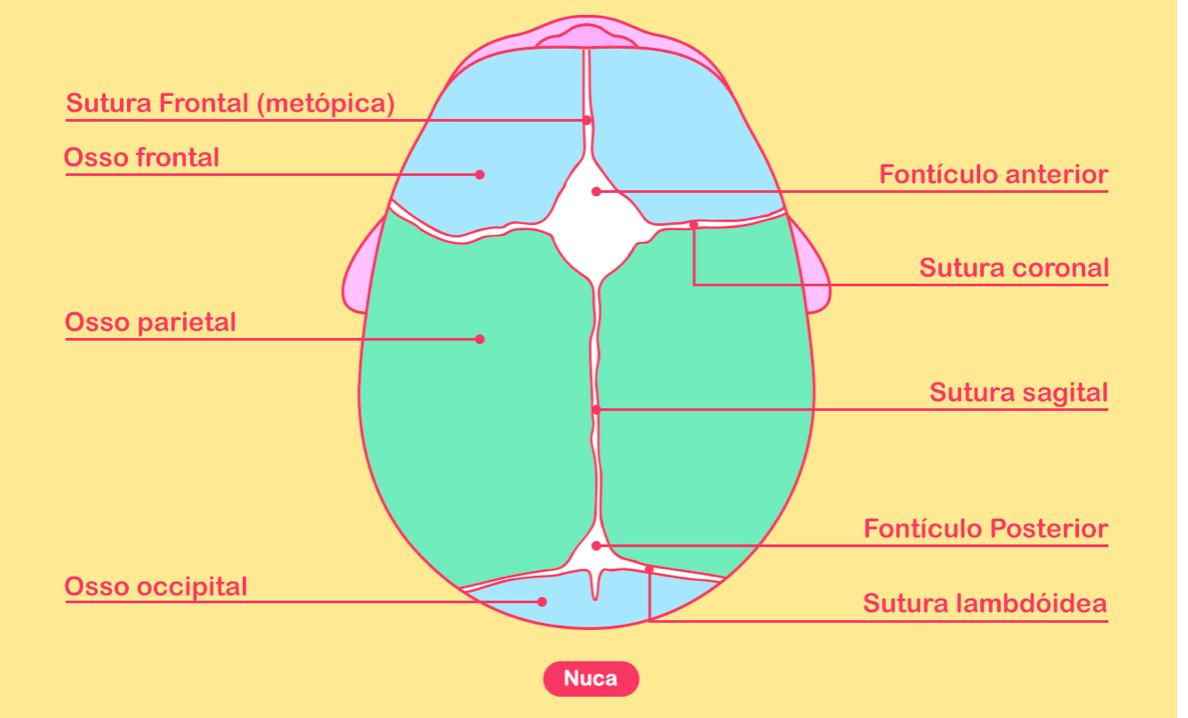 Sutura Frontal (metópica)
Osso frontal
Fontículo anterior
Sutura coronal
Osso parietal
Sutura sagital
Fontículo Posterior
Osso occipital
Sutura lambdóidea
Nuca